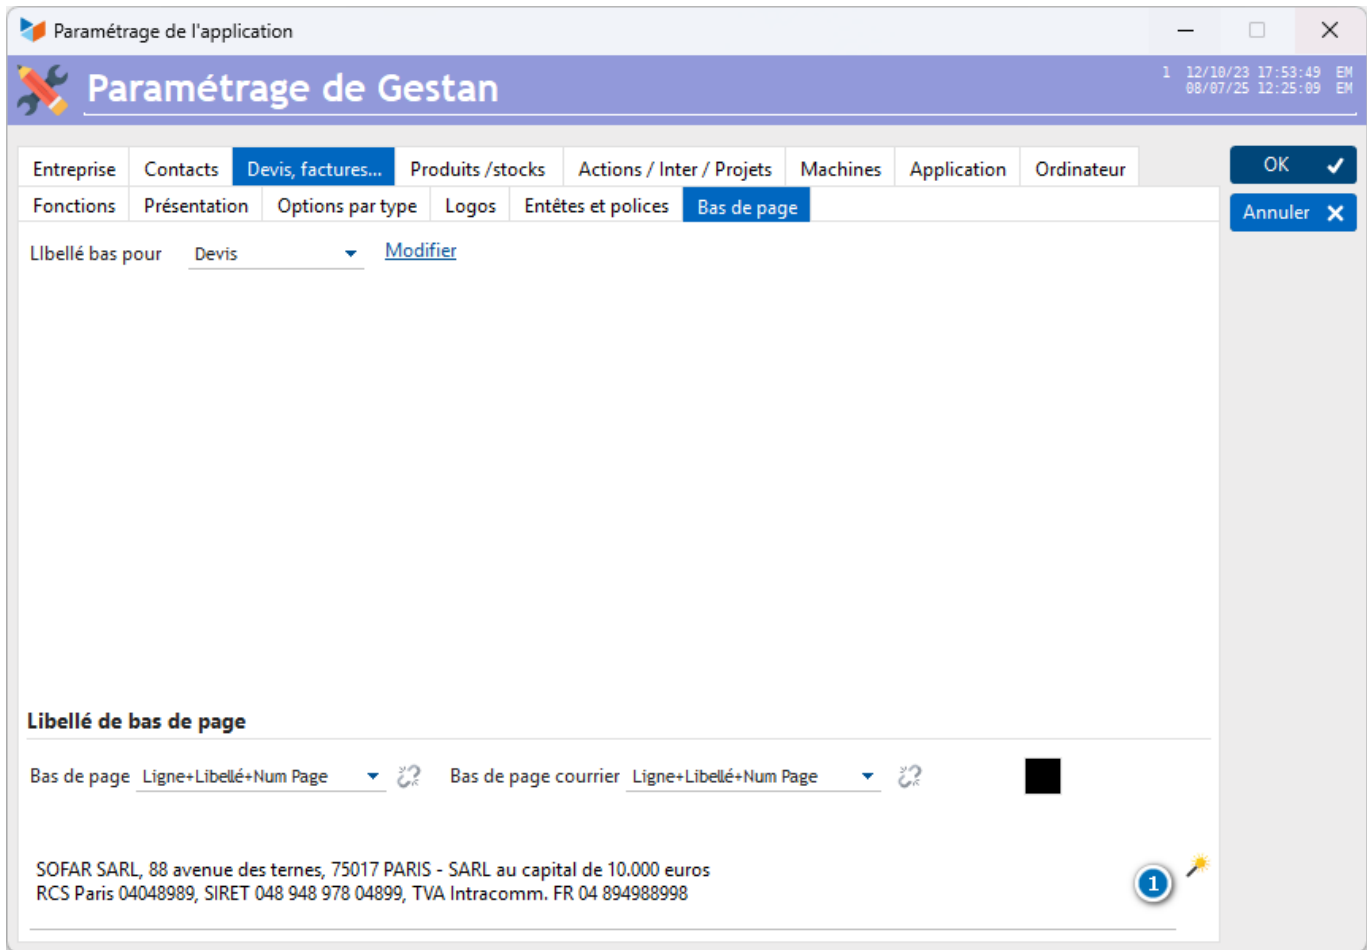 Paramétrage de l'application
Paramétrage de Gestan
1 12/10/23 17:53:49 EM
08/07/25 12:25:09 EM
Entreprise Contacts Devis, factures... Produits /stocks Actions / Inter / Projets Machines Application Ordinateur
OK
Fonctions Présentation Options par type Logos Entêtes et polices Bas de page
Annuler
LIbellé bas pour Devis Modifier
Libellé de bas de page
Bas de page Ligne+Libellé+Num Page Bas de page courrier Ligne+Libellé+Num Page
SOFAR SARL, 88 avenue des ternes, 75017 PARIS - SARL au capital de 10.000 euros
RCS Paris 04048989, SIRET 048 948 978 04899, TVA Intracomm. FR 04 894988998
1